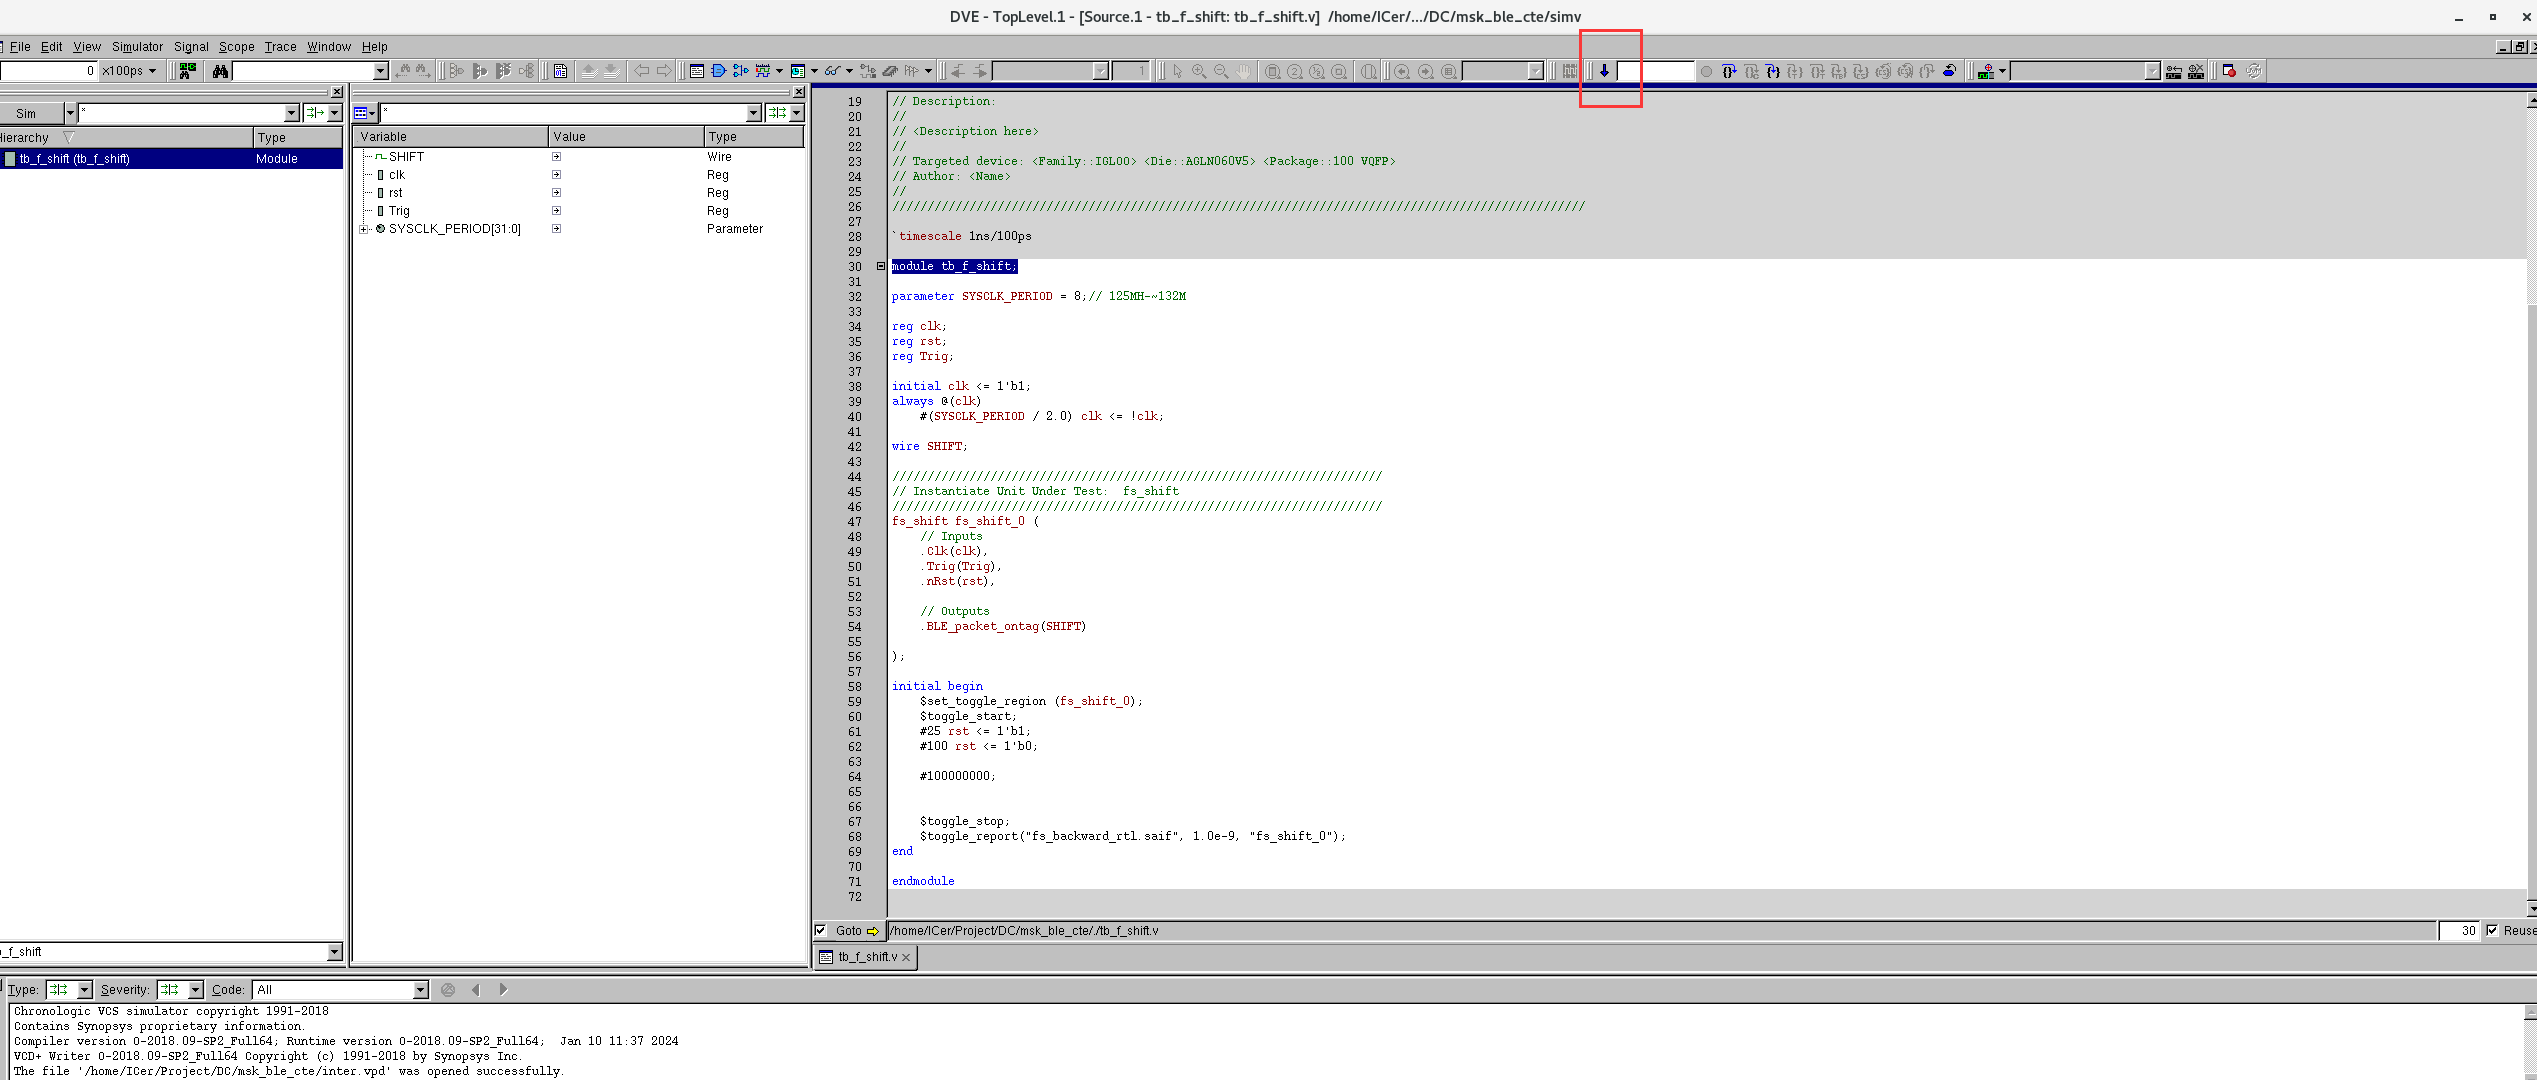 DVE - TopLevel.1 - [Source.1 - tb_f_shift: tb_f_shift.v] /home/ICer/.../DC/msk_ble_cte/simv
File Edit View Simulator Signal Scope Trace Window Help
0 x100ps
1
Sim *
*
Hierarchy Type
tb_f_shift (tb_f_shift) Module
Variable Value Type
SHIFT Wire
clk Reg
rst Reg
Trig Reg
SYSCLK_PERIOD[31:0] Parameter
19 // Description:
20 //
21 // <Description here>
22 //
23 // Targeted device: <Family::IGLOO> <Die::AGLN060V5> <Package::100 VQFP>
24 // Author: <Name>
25 //
26 ///////////////////////////////////////////////////////////////////////////////////////////////////
27
28 `timescale 1ns/100ps
29
30 module tb_f_shift;
31
32 parameter SYSCLK_PERIOD = 8;// 125MH-~132M
33
34 reg clk;
35 reg rst;
36 reg Trig;
37
38 initial clk <= 1'b1;
39 always @(clk)
40 #(SYSCLK_PERIOD / 2.0) clk <= !clk;
41
42 wire SHIFT;
43
44 //////////////////////////////////////////////////////////////////////
45 // Instantiate Unit Under Test: fs_shift
46 //////////////////////////////////////////////////////////////////////
47 fs_shift fs_shift_0 (
48 // Inputs
49 .Clk(clk),
50 .Trig(Trig),
51 .nRst(rst),
52
53 // Outputs
54 .BLE_packet_ontag(SHIFT)
55
56 );
57
58 initial begin
59 $set_toggle_region (fs_shift_0);
60 $toggle_start;
61 #25 rst <= 1'b1;
62 #100 rst <= 1'b0;
63
64 #100000000;
65
66
67 $toggle_stop;
68 $toggle_report("fs_backward_rtl.saif", 1.0e-9, "fs_shift_0");
69 end
70
71 endmodule
72
Goto /home/ICer/Project/DC/msk_ble_cte/./tb_f_shift.v 30 Reuse
_f_shift
tb_f_shift.v
Type: Severity: Code: All
Chronologic VCS simulator copyright 1991-2018
Contains Synopsys proprietary information.
Compiler version O-2018.09-SP2_Full64; Runtime version O-2018.09-SP2_Full64; Jan 10 11:37 2024
VCD+ Writer O-2018.09-SP2_Full64 Copyright (c) 1991-2018 by Synopsys Inc.
The file '/home/ICer/Project/DC/msk_ble_cte/inter.vpd' was opened successfully.